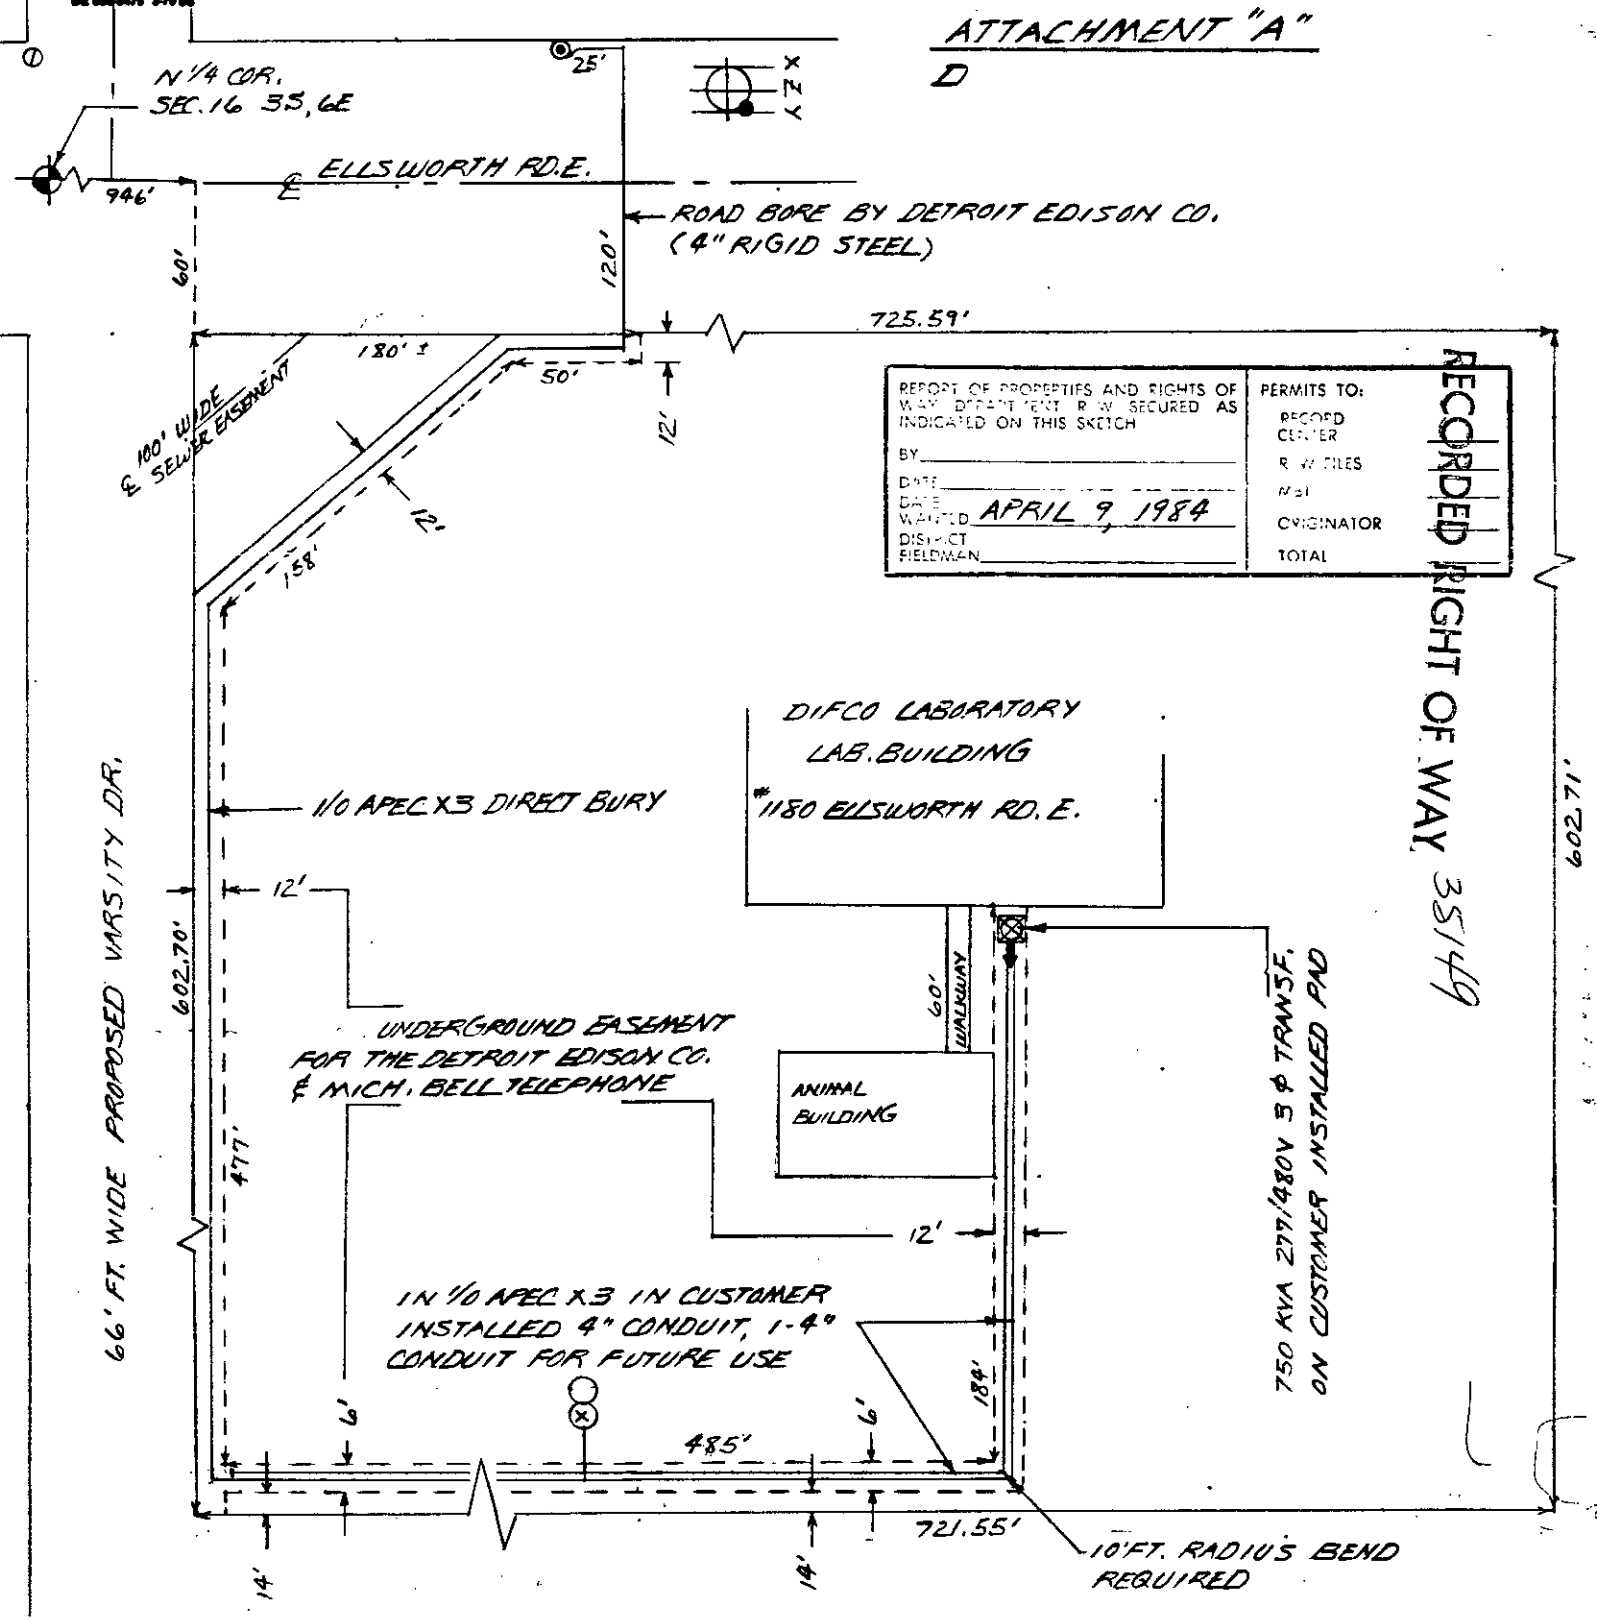 ATTACHMENT "A"
D
25'
X Z Y
N 1/4 COR.
SEC. 16 3S, 6E
946'
℄ ELLSWORTH RD. E.
ROAD BORE BY DETROIT EDISON CO.
(4" RIGID STEEL)
60'
120'
725.59'
180' ±
50'
12'
℄ 100' WIDE
SEWER EASEMENT
12'
158'
REPORT OF PROPERTIES AND RIGHTS OF
WAY DEPARTMENT R/W SECURED AS
INDICATED ON THIS SKETCH
BY
DATE
DATE
WANTED APRIL 9, 1984
DISTRICT
FIELDMAN
PERMITS TO:
RECORD
CENTER
R/W FILES
ORIGINATOR
TOTAL
RECORDED RIGHT OF WAY 35149
602.71'
DIFCO LABORATORY
LAB. BUILDING
#1180 ELLSWORTH RD. E.
1/0 APEC X3 DIRECT BURY
66' FT. WIDE PROPOSED VARSITY DR.
12'
602.70'
60'
WALKWAY
UNDERGROUND EASEMENT
FOR THE DETROIT EDISON CO.
& MICH. BELL TELEPHONE
ANIMAL
BUILDING
750 KVA 277/480V 3 Φ TRANSF.
ON CUSTOMER INSTALLED PAD
477'
12'
IN 1/0 APEC X3 IN CUSTOMER
INSTALLED 4" CONDUIT, 1-4"
CONDUIT FOR FUTURE USE
184'
6'
X
6'
485'
721.55'
14'
14'
10' FT. RADIUS BEND
REQUIRED